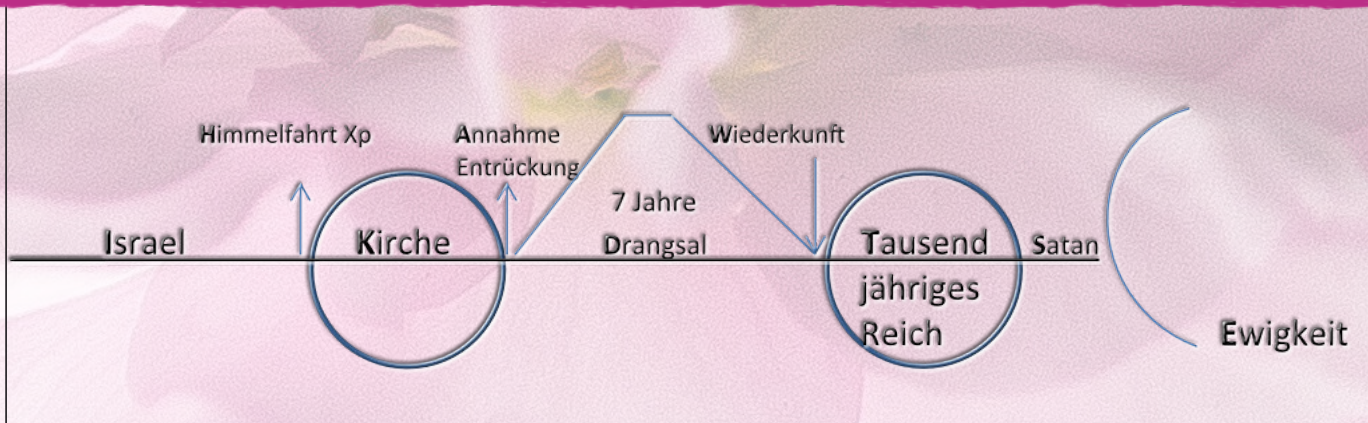 Himmelfahrt Xp
Annahme
Entrückung
Wiederkunft
7 Jahre
Drangsal
Israel
Kirche
Tausend
jähriges
Reich
Satan
Ewigkeit